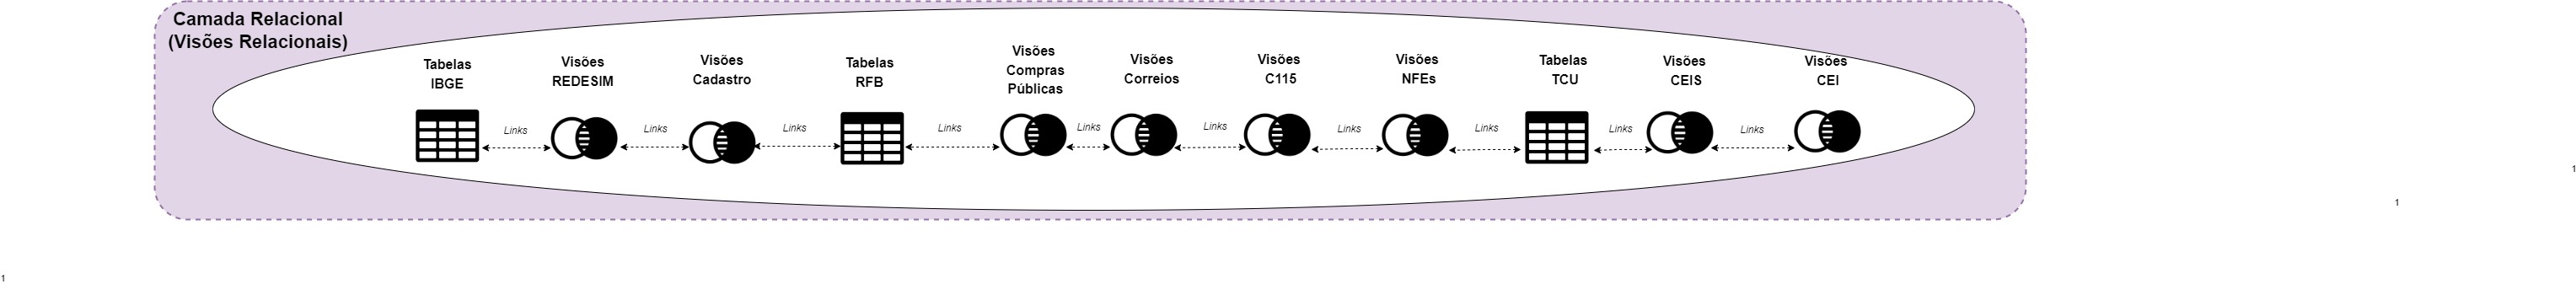 Camada Relacional
(Visões Relacionais)
Tabelas
IBGE
Visões
REDESIM
Visões
Cadastro
Tabelas
RFB
Visões
Compras
Públicas
Visões
Correios
Visões
C115
Visões
NFEs
Tabelas
TCU
Visões
CEIS
Visões
CEI
Links
Links
Links
Links
Links
Links
Links
Links
Links
Links
1
1
1